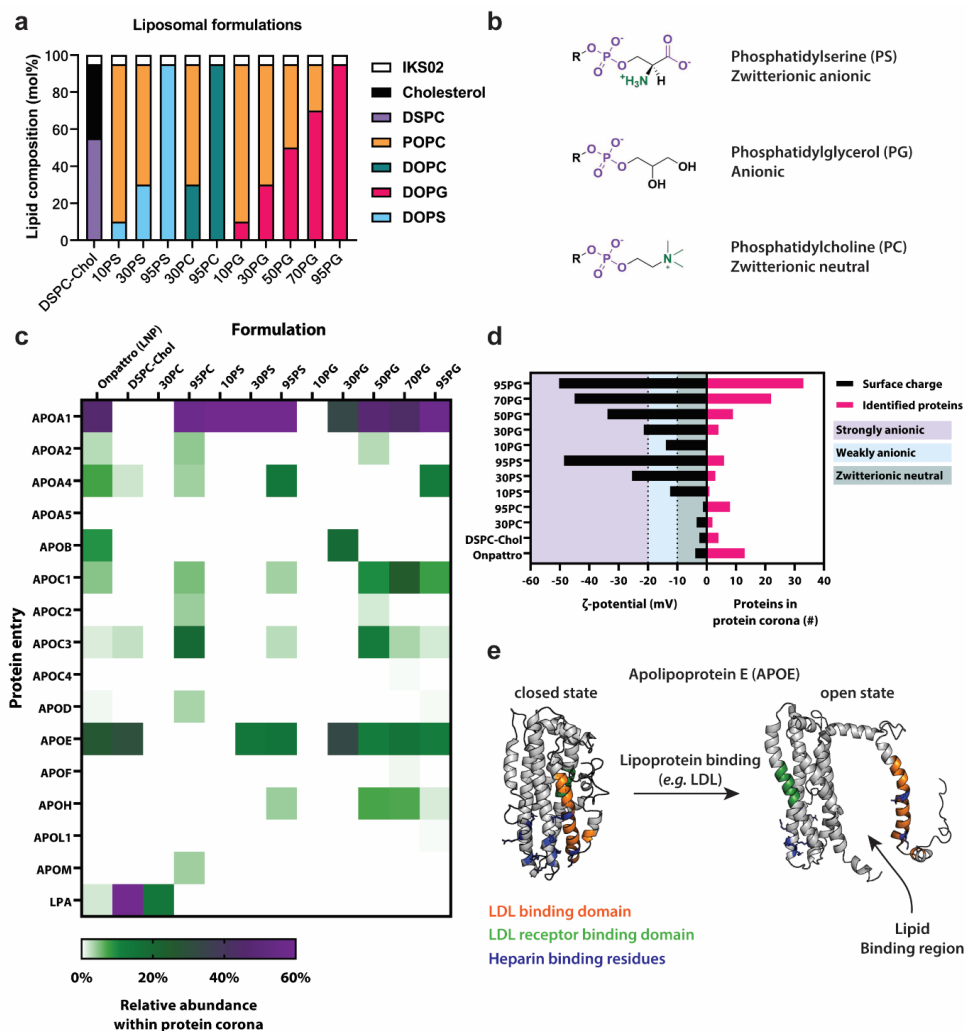 a
Liposomal formulations
Lipid composition (mol%)
100
80
60
40
20
0
DSPC-Chol
10PS
30PS
95PS
30PC
95PC
10PG
30PG
50PG
70PG
95PG
IKS02
Cholesterol
DSPC
POPC
DOPC
DOPG
DOPS
b
R O P O O⁻ O O O⁻ ⁺H₃N H
Phosphatidylserine (PS)
Zwitterionic anionic
R O P O O⁻ O OH OH
Phosphatidylglycerol (PG)
Anionic
R O P O O⁻ O N⁺
Phosphatidylcholine (PC)
Zwitterionic neutral
c
Formulation
Onpattro (LNP)
DSPC-Chol
30PC
95PC
10PS
30PS
95PS
10PG
30PG
50PG
70PG
95PG
Protein entry
APOA1
APOA2
APOA4
APOA5
APOB
APOC1
APOC2
APOC3
APOC4
APOD
APOE
APOF
APOH
APOL1
APOM
LPA
0% 20% 40% 60%
Relative abundance
within protein corona
d
95PG
70PG
50PG
30PG
10PG
95PS
30PS
10PS
95PC
30PC
DSPC-Chol
Onpattro
-60 -50 -40 -30 -20 -10 0 10 20 30 40
ζ-potential (mV)
Proteins in
protein corona (#)
Surface charge
Identified proteins
Strongly anionic
Weakly anionic
Zwitterionic neutral
e
Apolipoprotein E (APOE)
closed state
open state
Lipoprotein binding
(e.g. LDL)
LDL binding domain
LDL receptor binding domain
Heparin binding residues
Lipid
Binding region